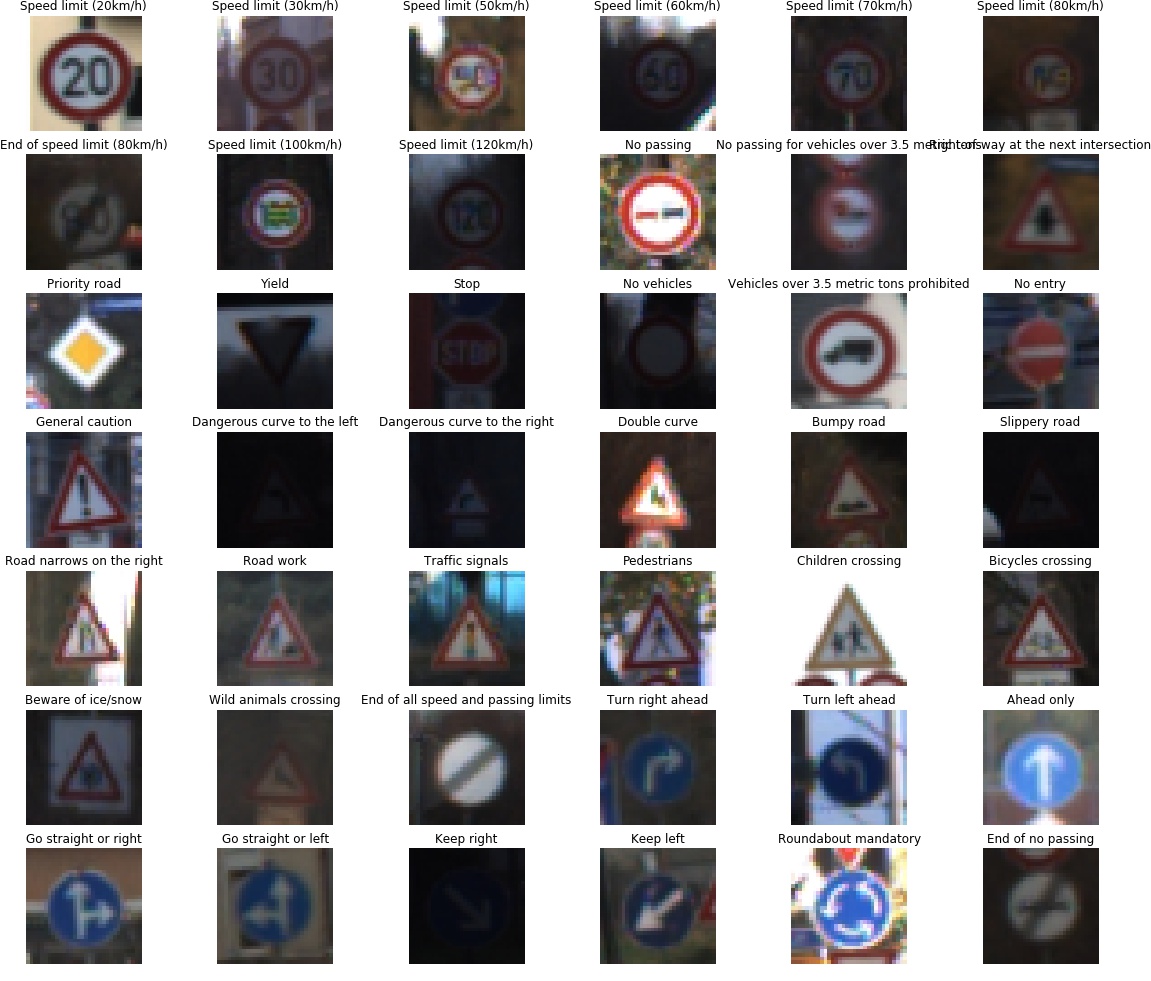 Speed limit (20km/h) Speed limit (30km/h) Speed limit (50km/h) Speed limit (60km/h) Speed limit (70km/h) Speed limit (80km/h)
20 30 50 60 70
End of speed limit (80km/h) Speed limit (100km/h) Speed limit (120km/h) No passing No passing for vehicles over 3.5 metric tons Right-of-way at the next intersection
80 120
Priority road Yield Stop No vehicles Vehicles over 3.5 metric tons prohibited No entry
STOP
General caution Dangerous curve to the left Dangerous curve to the right Double curve Bumpy road Slippery road
Road narrows on the right Road work Traffic signals Pedestrians Children crossing Bicycles crossing
Beware of ice/snow Wild animals crossing End of all speed and passing limits Turn right ahead Turn left ahead Ahead only
Go straight or right Go straight or left Keep right Keep left Roundabout mandatory End of no passing